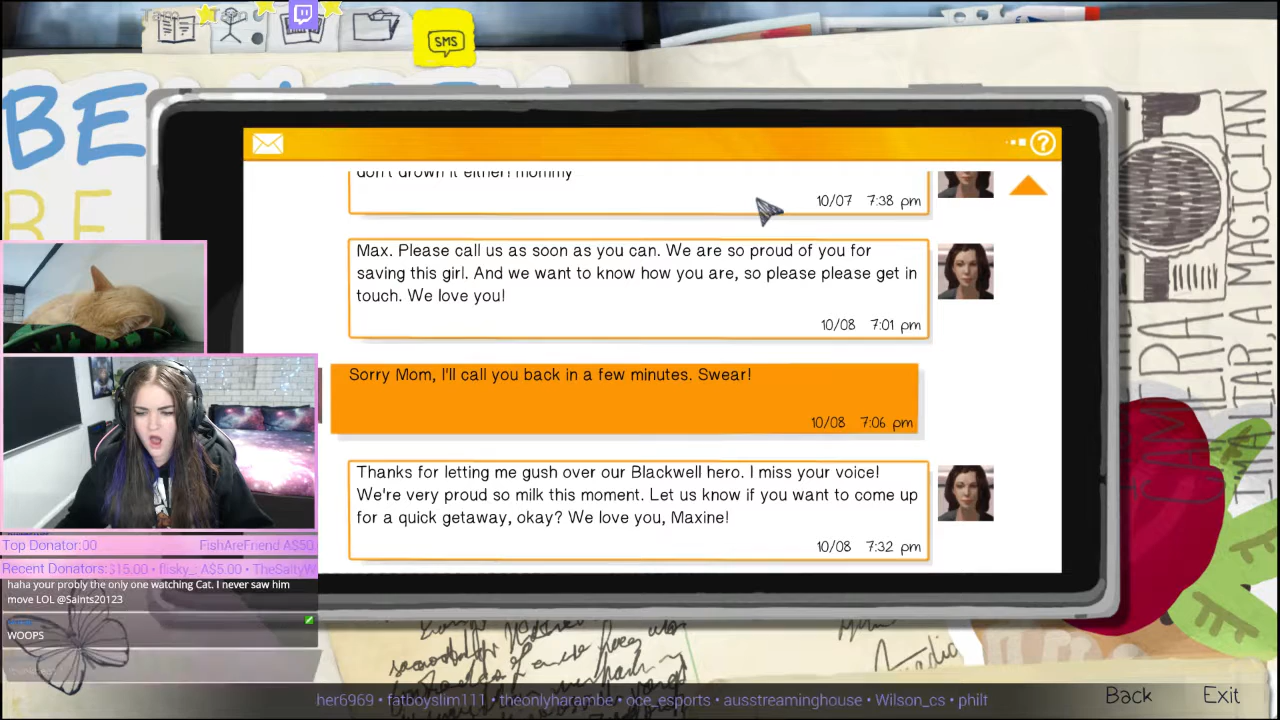 SMS
BE
BE
don't drown it either! mommy
10/07 7:38 pm
Max. Please call us as soon as you can. We are so proud of you for
saving this girl. And we want to know how you are, so please please get in
touch. We love you!
10/08 7:01 pm
Sorry Mom, I'll call you back in a few minutes. Swear!
10/08 7:06 pm
Thanks for letting me gush over our Blackwell hero. I miss your voice!
We're very proud so milk this moment. Let us know if you want to come up
for a quick getaway, okay? We love you, Maxine!
10/08 7:32 pm
?
CAMERA
LIAR, A MAGICIAN
Top Donator:00 FishAreFriend A$50
Recent Donators: $15.00 • flisky_: A$5.00 • TheSaltyW
haha your probly the only one watching Cat. I never saw him
move LOL @Saints20123
WOOPS
her6969 • fatboyslim111 • theonlyharambe • oce_esports • ausstreaminghouse • Wilson_cs • philt
Back Exit